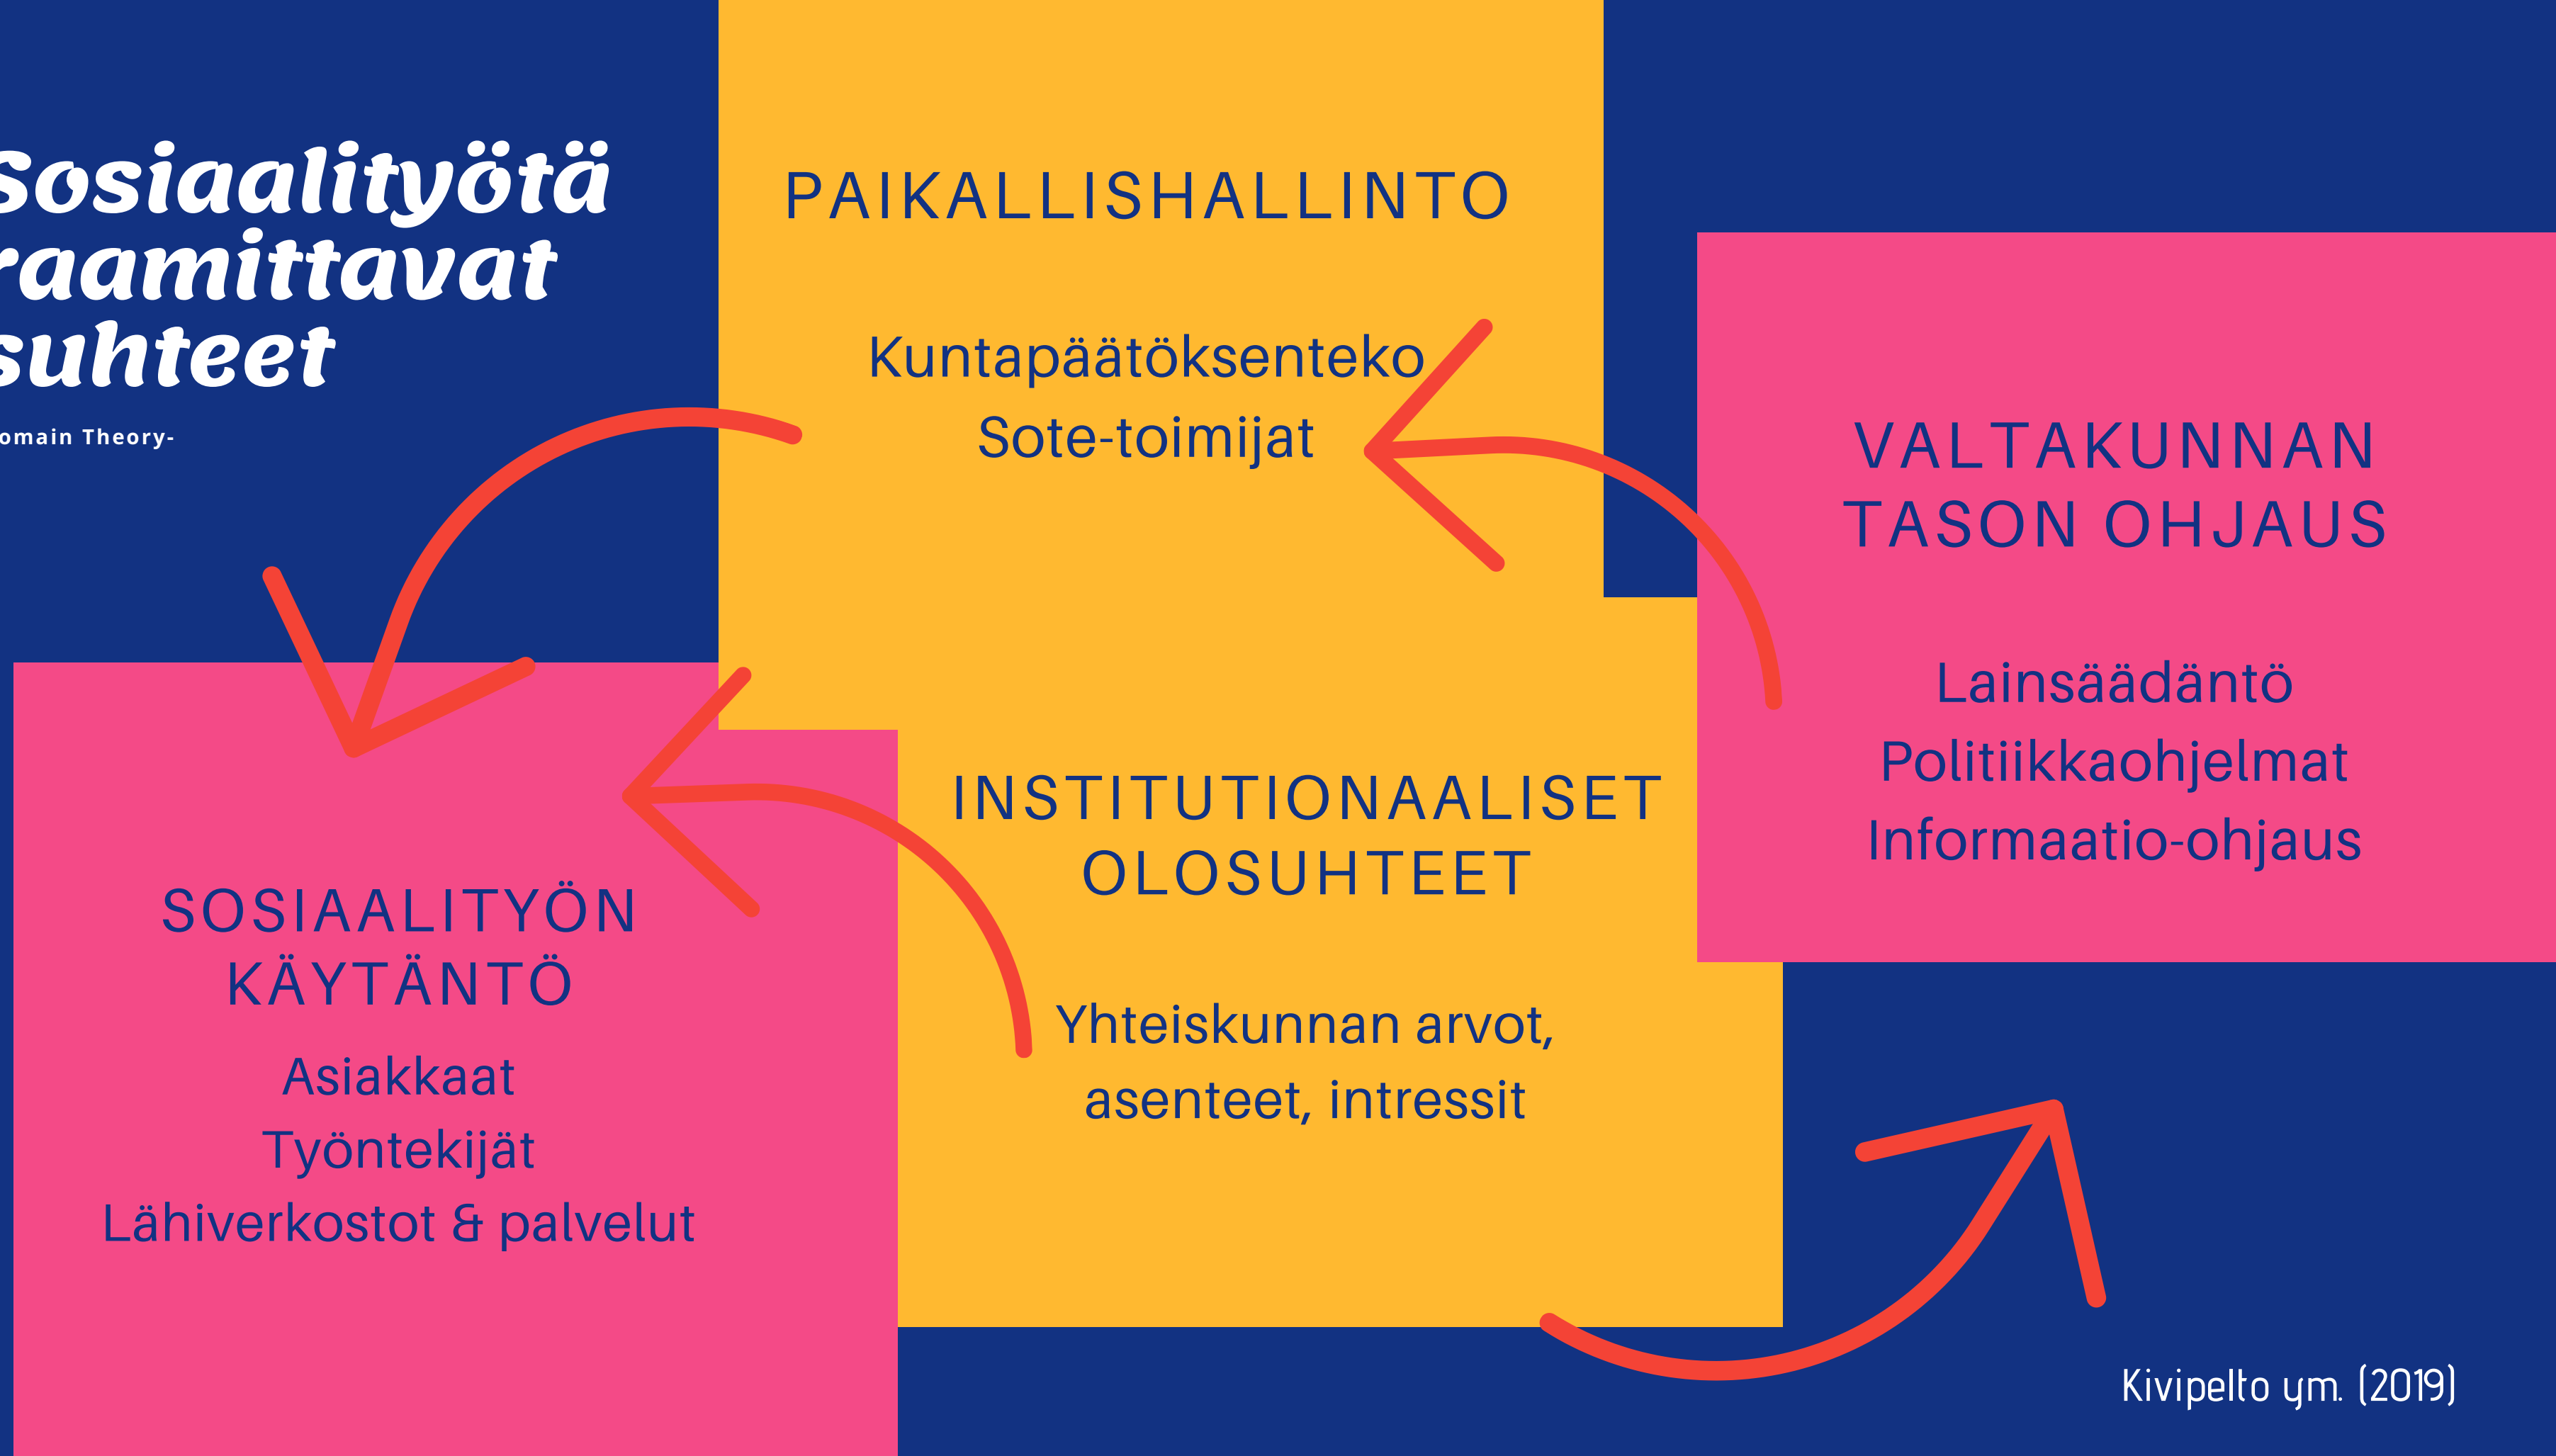 Sosiaalityötä
raamittavat
suhteet
omain Theory-
PAIKALLISHALLINTO
Kuntapäätöksenteko
Sote-toimijat
VALTAKUNNAN
TASON OHJAUS
Lainsäädäntö
Politiikkaohjelmat
Informaatio-ohjaus
INSTITUTIONAALISET
OLOSUHTEET
Yhteiskunnan arvot,
asenteet, intressit
SOSIAALITYÖN
KÄYTÄNTÖ
Asiakkaat
Työntekijät
Lähiverkostot & palvelut
Kivipelto ym. (2019)